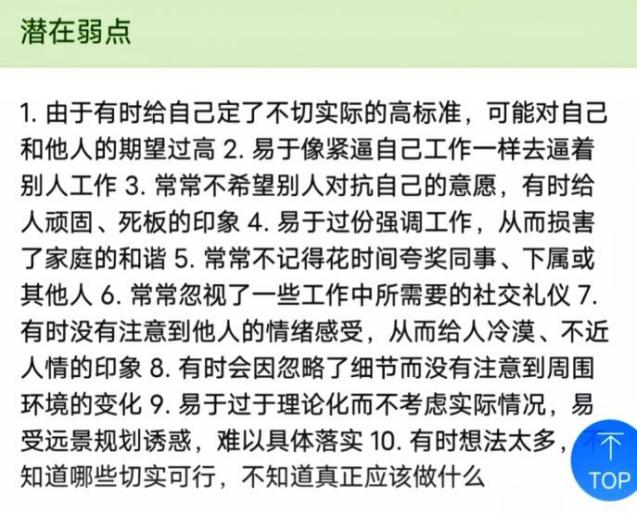 潜在弱点
1. 由于有时给自己定了不切实际的高标准，可能对自己
和他人的期望过高 2. 易于像紧逼自己工作一样去逼着
别人工作 3. 常常不希望别人对抗自己的意愿，有时给
人顽固、死板的印象 4. 易于过份强调工作，从而损害
了家庭的和谐 5. 常常不记得花时间夸奖同事、下属或
其他人 6. 常常忽视了一些工作中所需要的社交礼仪 7.
有时没有注意到他人的情绪感受，从而给人冷漠、不近
人情的印象 8. 有时会因忽略了细节而没有注意到周围
环境的变化 9. 易于过于理论化而不考虑实际情况，易
受远景规划诱惑，难以具体落实 10. 有时想法太多，不
知道哪些切实可行，不知道真正应该做什么
TOP